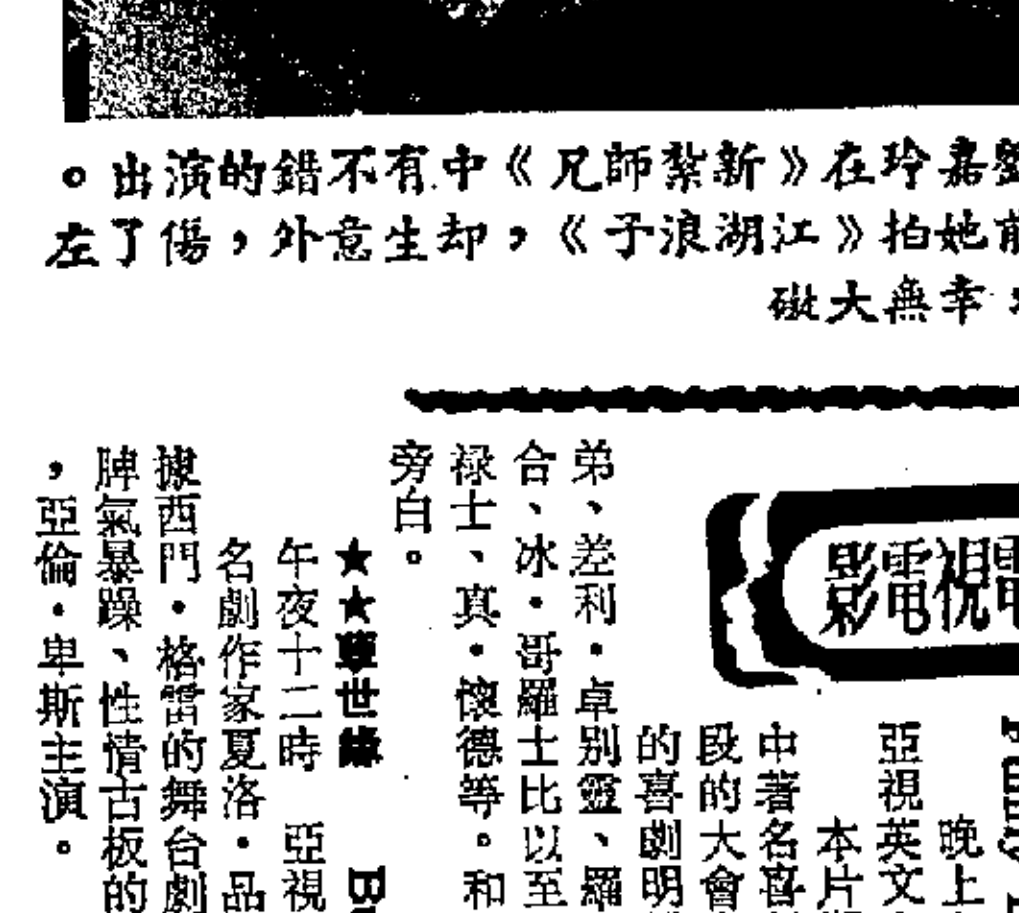 嘉玲在《新紮師兄》中有不錯的演出。
前她拍《江湖浪子》，却生意外，傷了左
幸無大礙
電視電影
晚上
亞視英文
本片
中著名喜
段的大會
的喜劇明
弟、差利・卓別靈、羅
合、冰・哥羅士比以至
祿士、真・懷德等。和
旁白。
★★孽世緣
午夜十二時 亞視
名劇作家夏洛・品
據西門・格雷的舞台劇
脾氣暴躁、性情古板的
，亞倫・卑斯主演。